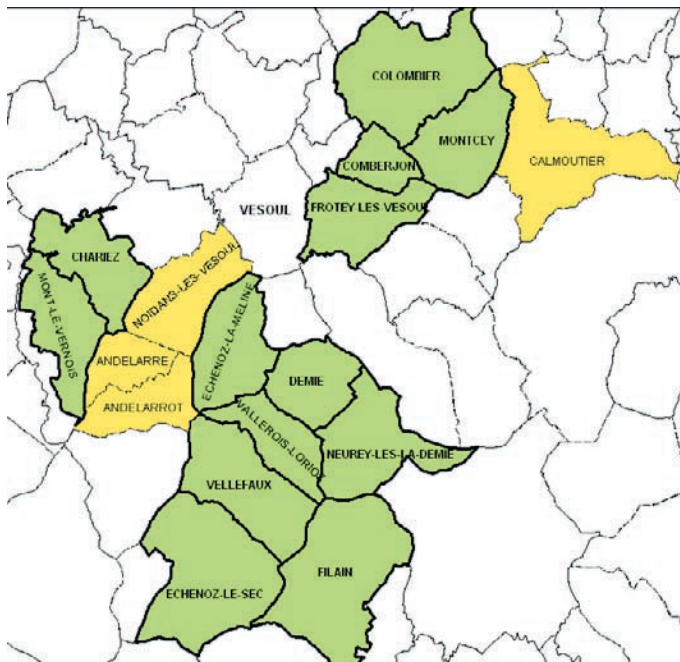 COLOMBIER
MONTCEY
CALMOUTIER
COMBERJON
VESOUL
FROTEY LES VESOUL
CHARIEZ
NOIDANS-LES-VESOUL
MONT-LE-VERNOIS
ECHENOZ-LA-MELINE
ANDELARRE
DEMIE
ANDELARROT
VALLEROIS-LORIOZ
NEUREY-LES-LA-DEMIE
VELLEFAUX
FILAIN
ECHENOZ-LE-SEC